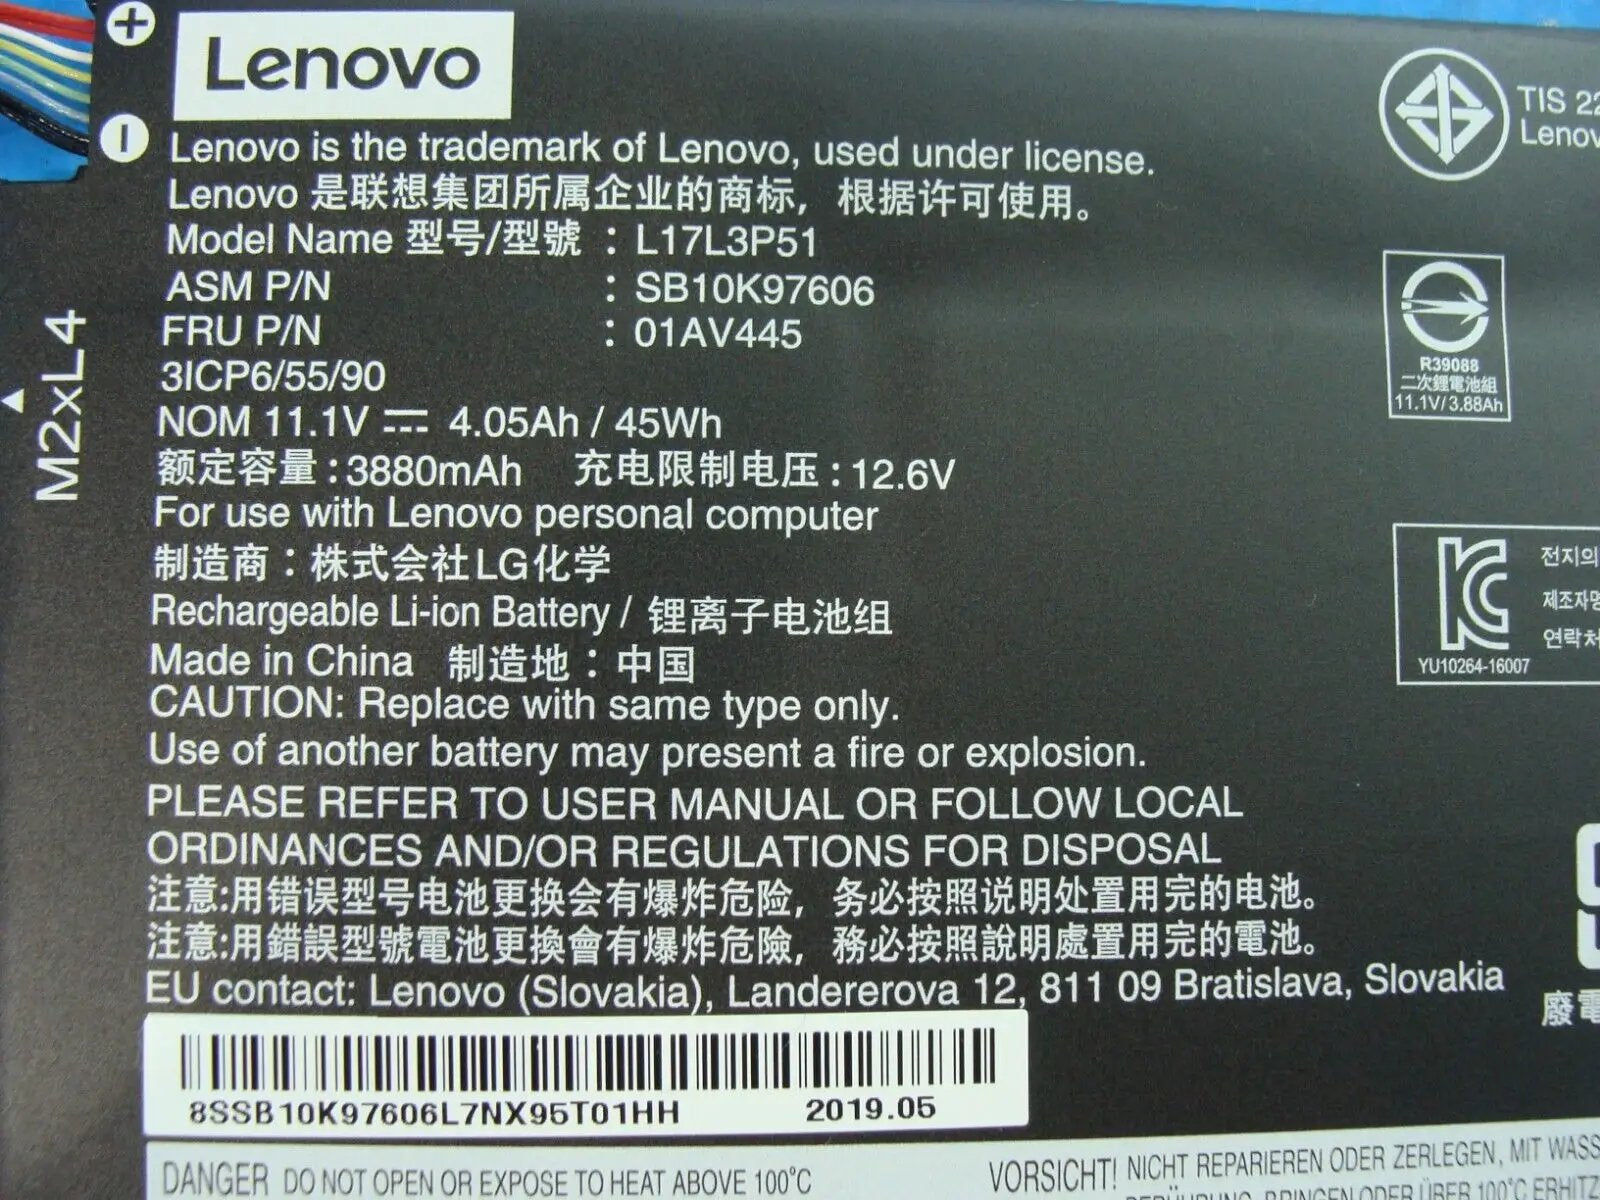 Lenovo
Lenovo is the trademark of Lenovo, used under license.
Lenovo 是联想集团所属企业的商标，根据许可使用。
Model Name 型号/型號 : L17L3P51
ASM P/N : SB10K97606
FRU P/N : 01AV445
3ICP6/55/90
NOM 11.1V ⎓ 4.05Ah / 45Wh
额定容量:3880mAh 充电限制电压:12.6V
For use with Lenovo personal computer
制造商：株式会社LG化学
Rechargeable Li-ion Battery / 锂离子电池组
Made in China 制造地：中国
CAUTION: Replace with same type only.
Use of another battery may present a fire or explosion.
PLEASE REFER TO USER MANUAL OR FOLLOW LOCAL
ORDINANCES AND/OR REGULATIONS FOR DISPOSAL
注意:用错误型号电池更换会有爆炸危险，务必按照说明处置用完的电池。
注意:用錯誤型號電池更換會有爆炸危險，務必按照說明處置用完的電池。
EU contact: Lenovo (Slovakia), Landererova 12, 811 09 Bratislava, Slovakia
8SSB10K97606L7NX95T01HH 2019.05
DANGER DO NOT OPEN OR EXPOSE TO HEAT ABOVE 100°C
VORSICHT! NICHT REPARIEREN ODER ZERLEGEN, MIT
M2xL4
TIS
R39088
二次鋰電池組
11.1V/3.88Ah
YU10264-16007